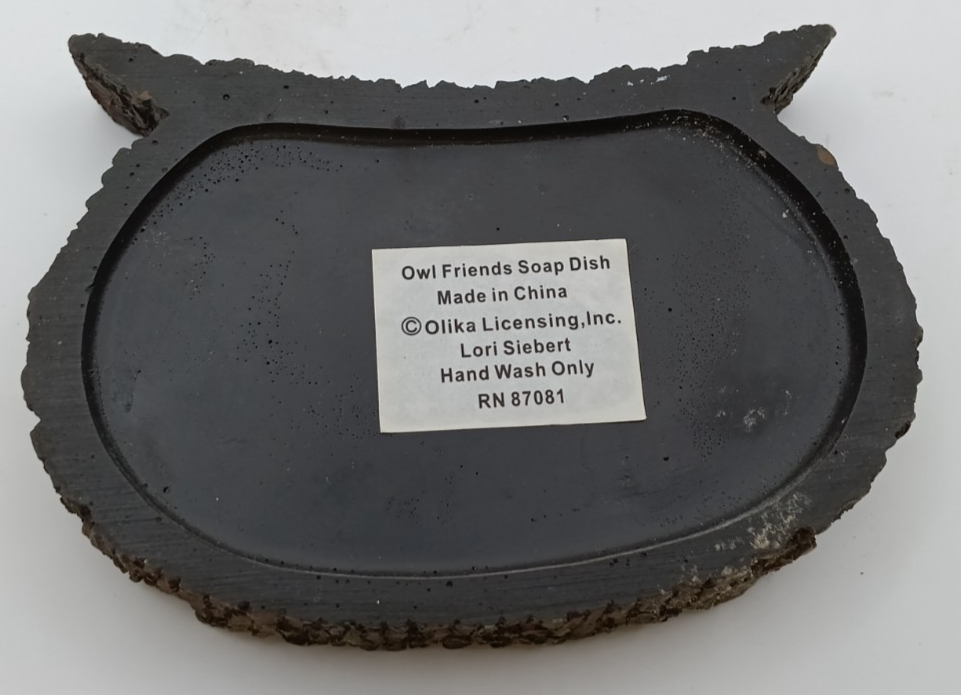 Owl Friends Soap Dish
Made in China
©Olika Licensing,Inc.
Lori Siebert
Hand Wash Only
RN 87081